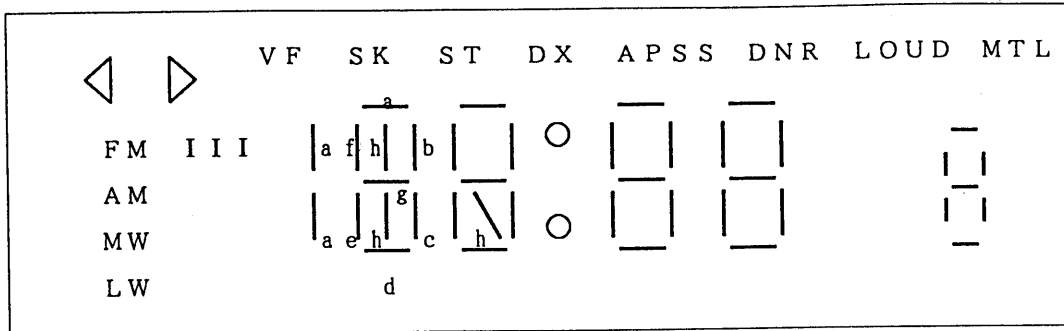 VF SK ST DX APSS DNR LOUD MTL
a
FM III a f h b
AM g
MW a e h c h
LW d